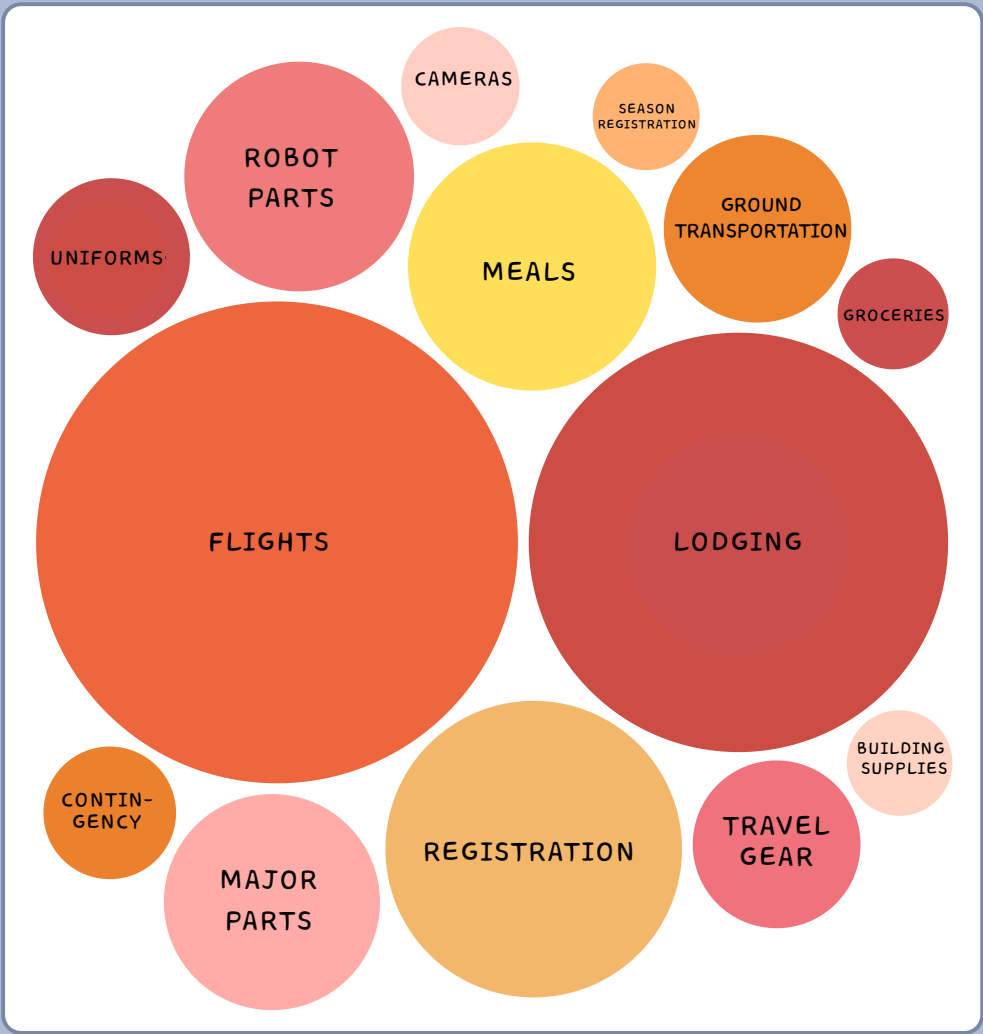 CAMERAS
SEASON
REGISTRATION
ROBOT
PARTS
GROUND
TRANSPORTATION
UNIFORMS
MEALS
GROCERIES
FLIGHTS
LODGING
BUILDING
SUPPLIES
CONTIN-
GENCY
TRAVEL
GEAR
REGISTRATION
MAJOR
PARTS